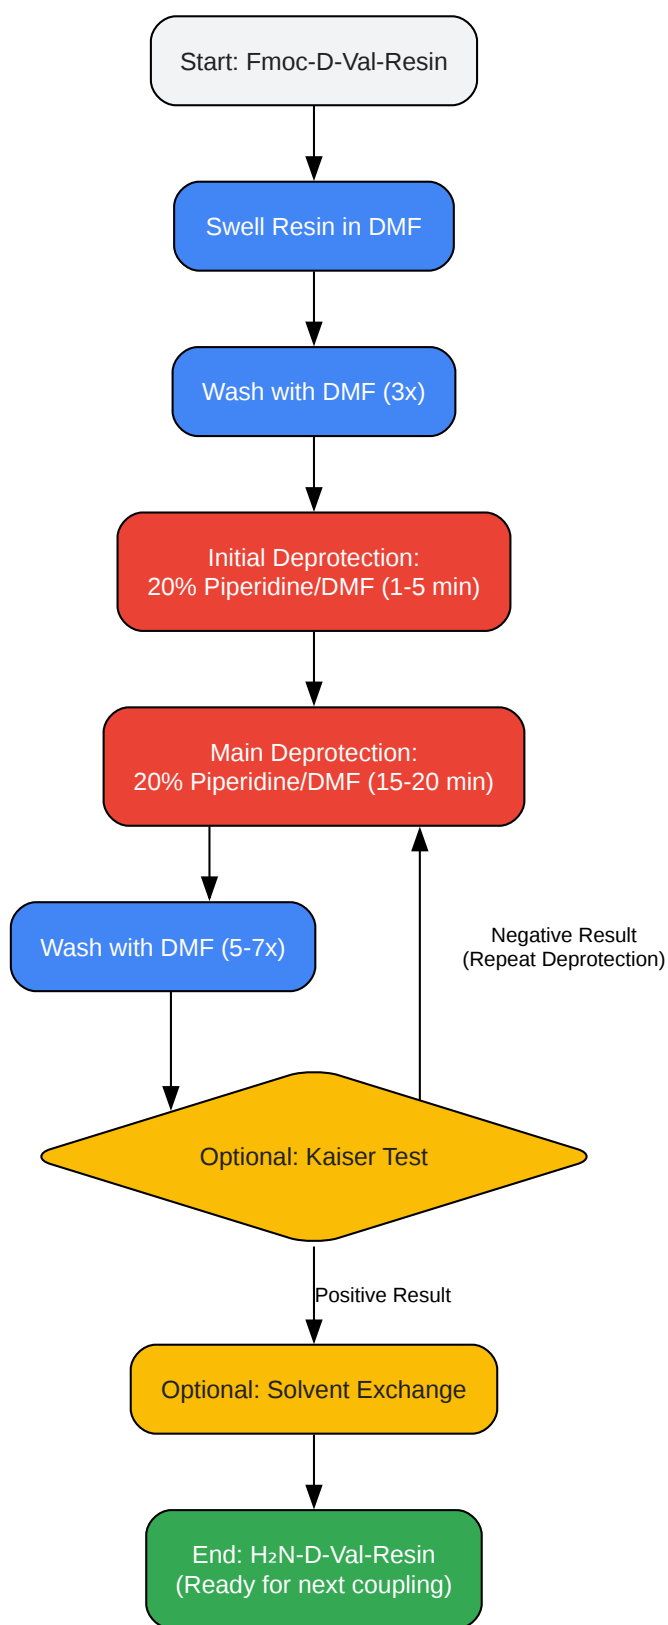 Start: Fmoc-D-Val-Resin
Swell Resin in DMF
Wash with DMF (3x)
Initial Deprotection:
20% Piperidine/DMF (1-5 min)
Main Deprotection:
20% Piperidine/DMF (15-20 min)
Wash with DMF (5-7x)
Negative Result
(Repeat Deprotection)
Optional: Kaiser Test
Positive Result
Optional: Solvent Exchange
End: H₂N-D-Val-Resin
(Ready for next coupling)